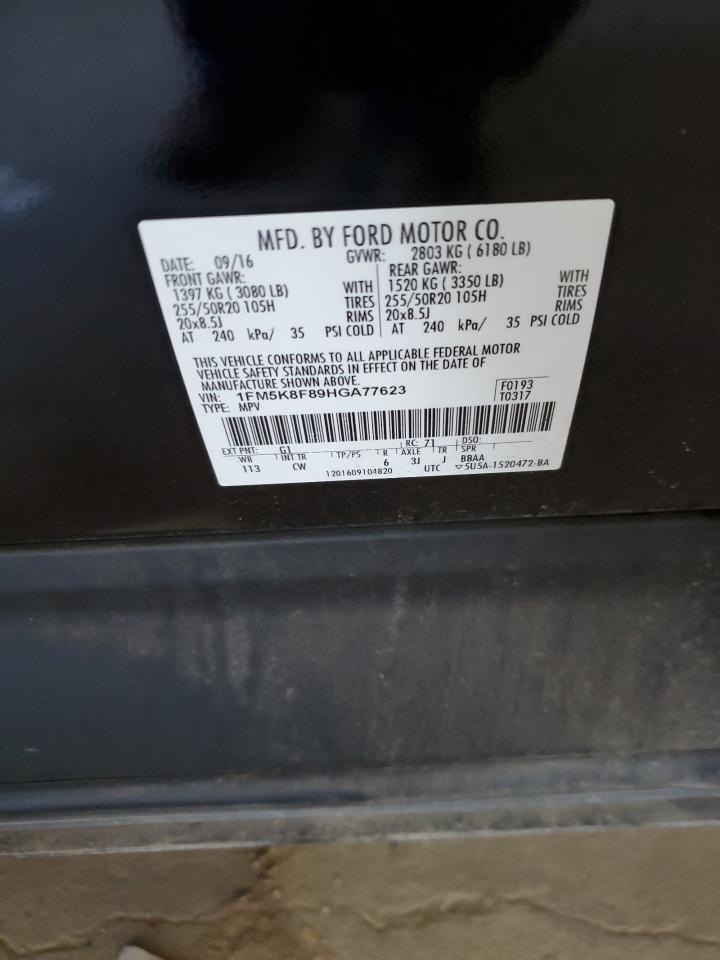 MFD. BY FORD MOTOR CO.
DATE: 09/16 GVWR: 2803 KG ( 6180 LB)
FRONT GAWR: REAR GAWR:
1397 KG ( 3080 LB) WITH 1520 KG ( 3350 LB) WITH
255/50R20 105H TIRES 255/50R20 105H TIRES
20x8.5J RIMS 20x8.5J RIMS
AT 240 kPa/ 35 PSI COLD AT 240 kPa/ 35 PSI COLD
THIS VEHICLE CONFORMS TO ALL APPLICABLE FEDERAL MOTOR
VEHICLE SAFETY STANDARDS IN EFFECT ON THE DATE OF
MANUFACTURE SHOWN ABOVE.
VIN: 1FM5K8F89HGA77623 F0193
TYPE: MPV T0317
EXT PNT: G1 RC: 71 DSO:
WB INT TR TP/PS R AXLE TR SPR
113 CW 6 3J J BBAA
1201609104820 UTC ▽5U5A-1520472-BA